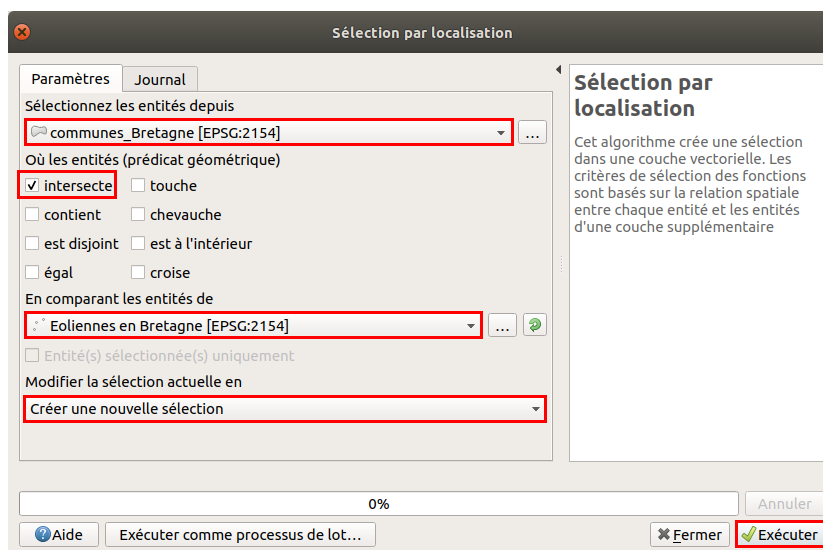 Sélection par localisation
Paramètres
Journal
Sélectionnez les entités depuis
communes_Bretagne [EPSG:2154]
...
Où les entités (prédicat géométrique)
intersecte
touche
contient
chevauche
est disjoint
est à l'intérieur
égal
croise
En comparant les entités de
Eoliennes en Bretagne [EPSG:2154]
...
Entité(s) sélectionnée(s) uniquement
Modifier la sélection actuelle en
Créer une nouvelle sélection
Sélection par
localisation
Cet algorithme crée une sélection
dans une couche vectorielle. Les
critères de sélection des fonctions
sont basés sur la relation spatiale
entre chaque entité et les entités
d'une couche supplémentaire
0%
Annuler
Aide
Exécuter comme processus de lot...
Fermer
Exécuter